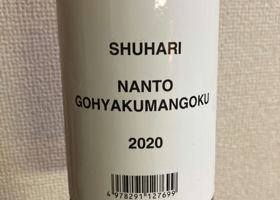 SHUHARI
NANTO
GOHYAKUMANGOKU
2020
4 978291 127699